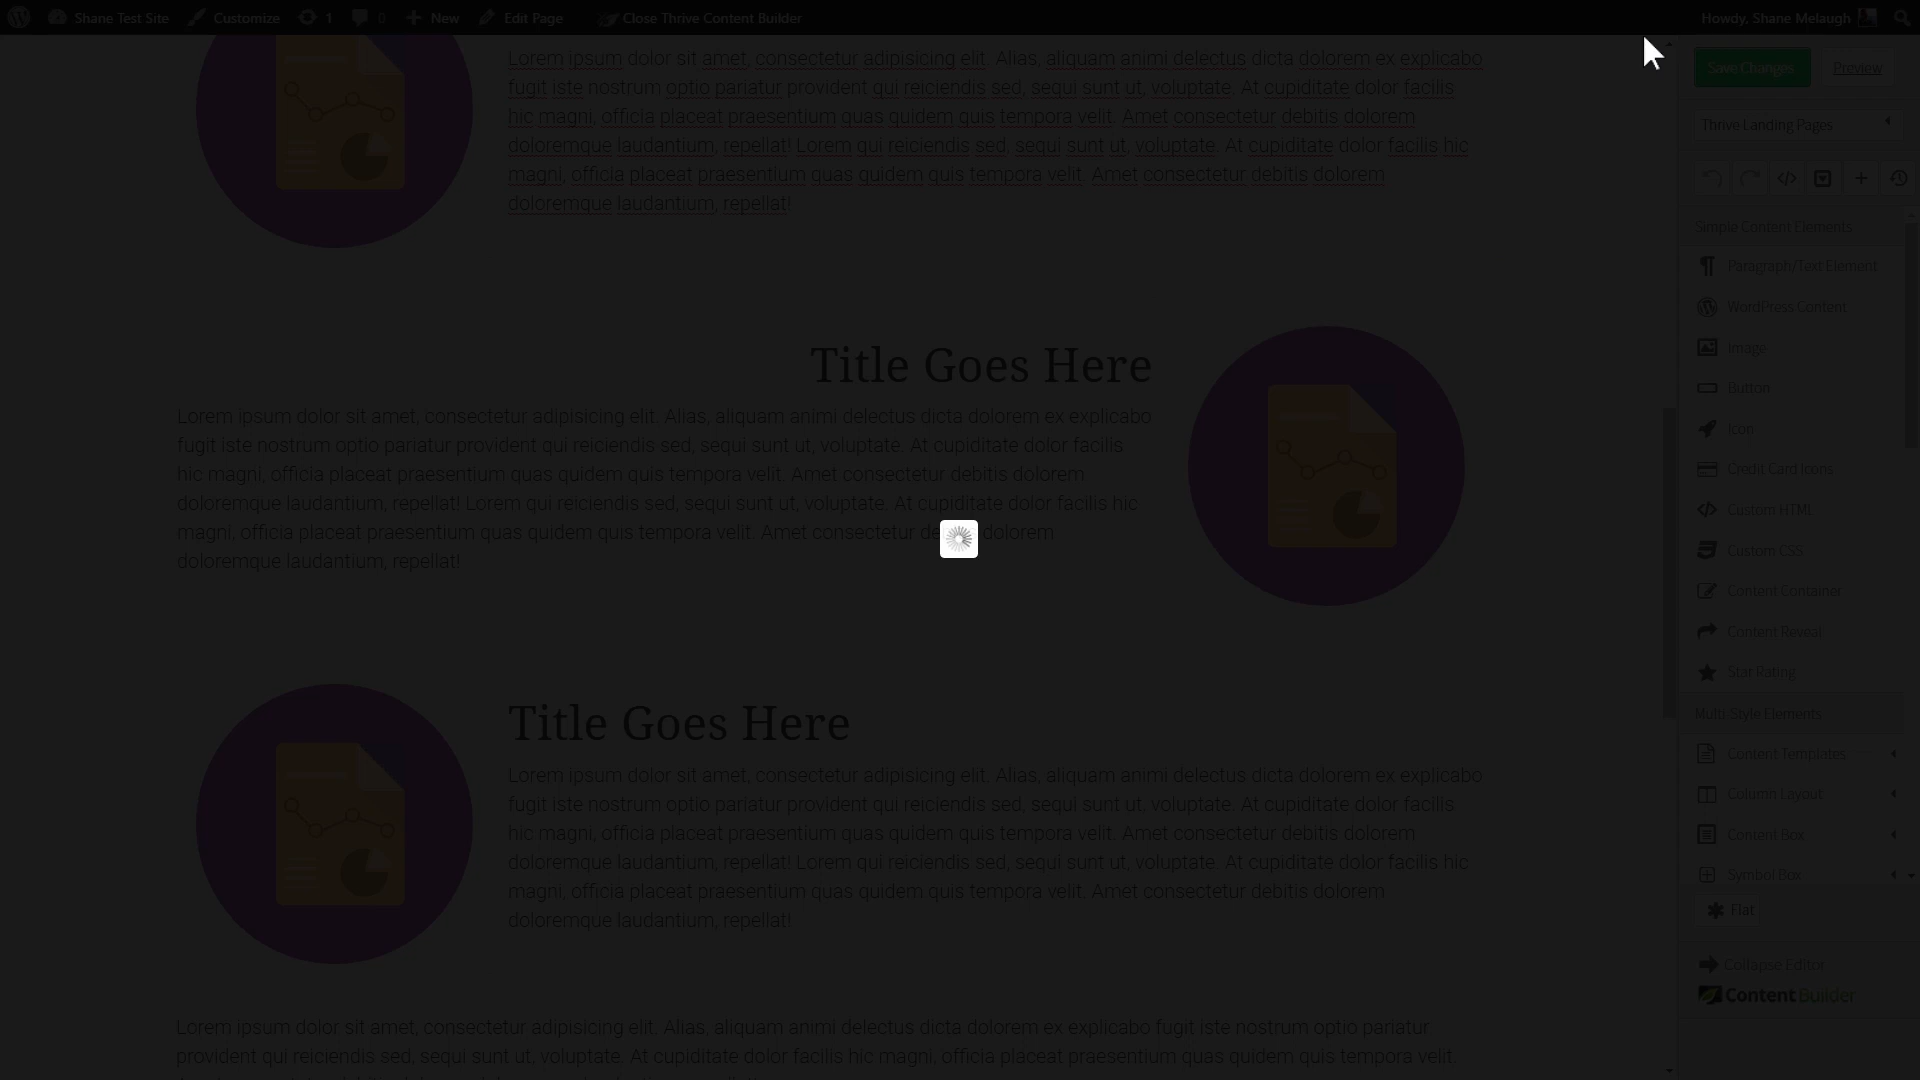 Shane Test Site Customize 1 0 New Edit Page Close Thrive Content Builder Howdy, Shane Melaugh
Lorem ipsum dolor sit amet, consectetur adipisicing elit. Alias, aliquam animi delectus dicta dolorem ex explicabo
fugit iste nostrum optio pariatur provident qui reiciendis sed, sequi sunt ut, voluptate. At cupiditate dolor facilis
hic magni, officia placeat praesentium quas quidem quis tempora velit. Amet consectetur debitis dolorem
doloremque laudantium, repellat! Lorem qui reiciendis sed, sequi sunt ut, voluptate. At cupiditate dolor facilis hic
magni, officia placeat praesentium quas quidem quis tempora velit. Amet consectetur debitis dolorem
doloremque laudantium, repellat!
Title Goes Here
Lorem ipsum dolor sit amet, consectetur adipisicing elit. Alias, aliquam animi delectus dicta dolorem ex explicabo
fugit iste nostrum optio pariatur provident qui reiciendis sed, sequi sunt ut, voluptate. At cupiditate dolor facilis
hic magni, officia placeat praesentium quas quidem quis tempora velit. Amet consectetur debitis dolorem
doloremque laudantium, repellat! Lorem qui reiciendis sed, sequi sunt ut, voluptate. At cupiditate dolor facilis hic
magni, officia placeat praesentium quas quidem quis tempora velit. Amet consectetur dolorem
doloremque laudantium, repellat!
Title Goes Here
Lorem ipsum dolor sit amet, consectetur adipisicing elit. Alias, aliquam animi delectus dicta dolorem ex explicabo
fugit iste nostrum optio pariatur provident qui reiciendis sed, sequi sunt ut, voluptate. At cupiditate dolor facilis
hic magni, officia placeat praesentium quas quidem quis tempora velit. Amet consectetur debitis dolorem
doloremque laudantium, repellat! Lorem qui reiciendis sed, sequi sunt ut, voluptate. At cupiditate dolor facilis hic
magni, officia placeat praesentium quas quidem quis tempora velit. Amet consectetur debitis dolorem
doloremque laudantium, repellat!
Lorem ipsum dolor sit amet, consectetur adipisicing elit. Alias, aliquam animi delectus dicta dolorem ex explicabo fugit iste nostrum optio pariatur
provident qui reiciendis sed, sequi sunt ut, voluptate. At cupiditate dolor facilis hic magni, officia placeat praesentium quas quidem quis tempora velit.
Save Changes Preview
Thrive Landing Pages
Simple Content Elements
Paragraph/Text Element
WordPress Content
Image
Button
Icon
Credit Card Icons
Custom HTML
Custom CSS
Content Container
Content Reveal
Star Rating
Multi Style Elements
Content Templates
Column Layout
Content Box
Symbol Box
Flat
Collapse Editor
Content Builder